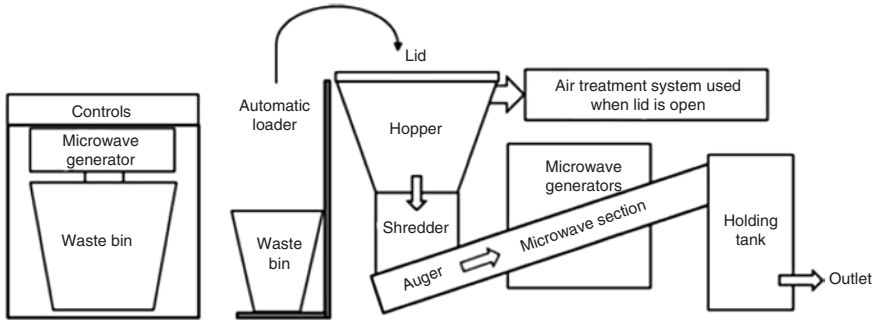 Controls
Microwave
generator
Waste bin
Automatic
loader
Waste
bin
Lid
Hopper
Shredder
Air treatment system used
when lid is open
Microwave
generators
Auger
Microwave section
Holding
tank
Outlet